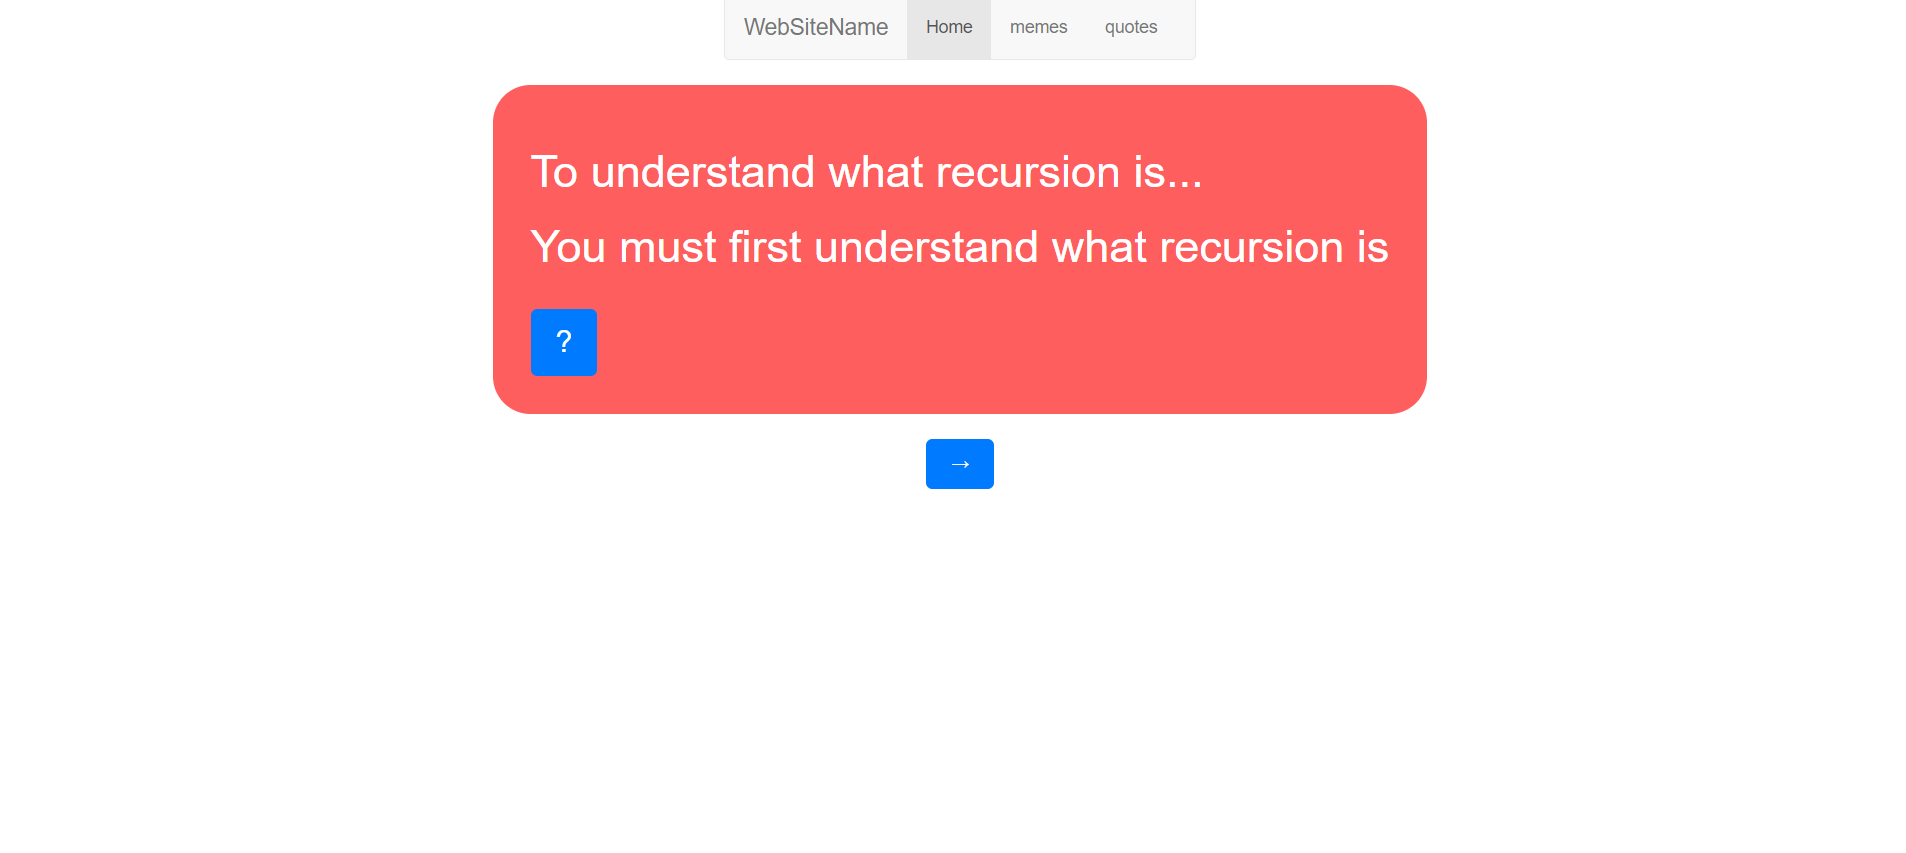 WebSiteName Home memes quotes
To understand what recursion is...
You must first understand what recursion is
?
→